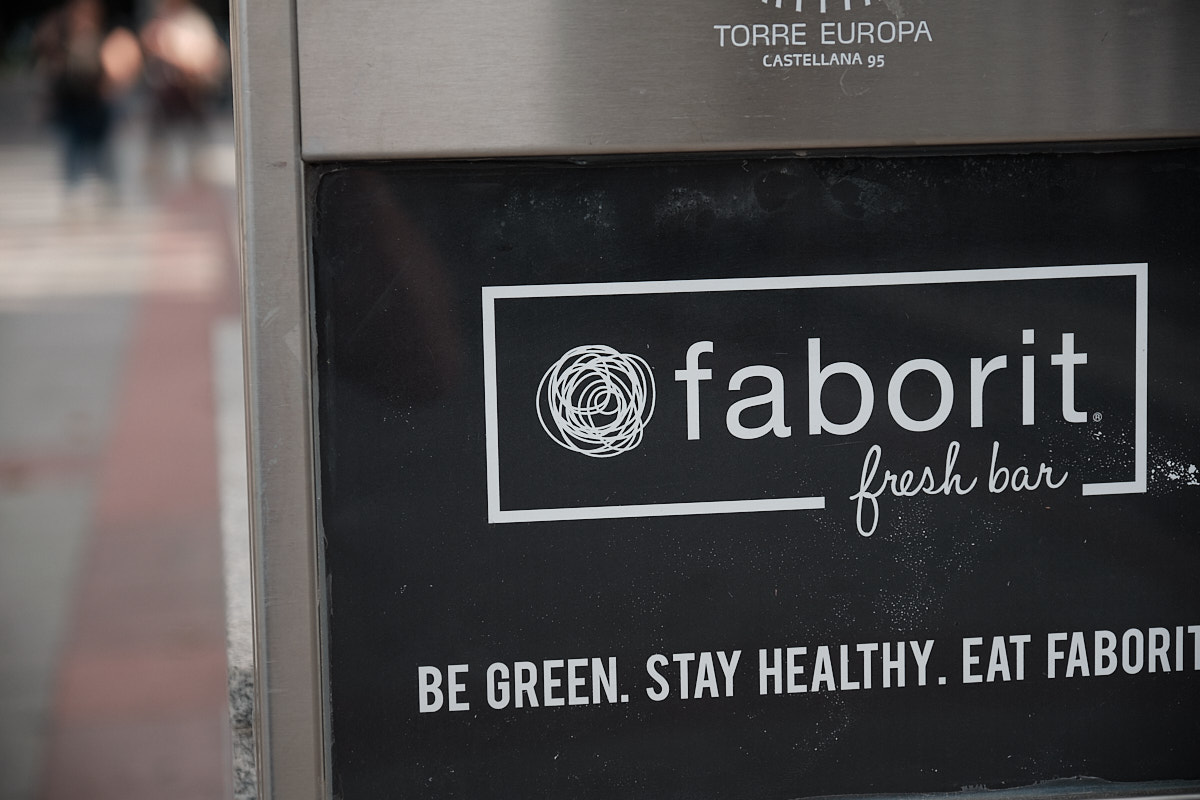 TORRE EUROPA
CASTELLANA 95
faborit®
fresh bar
BE GREEN. STAY HEALTHY. EAT FABORIT